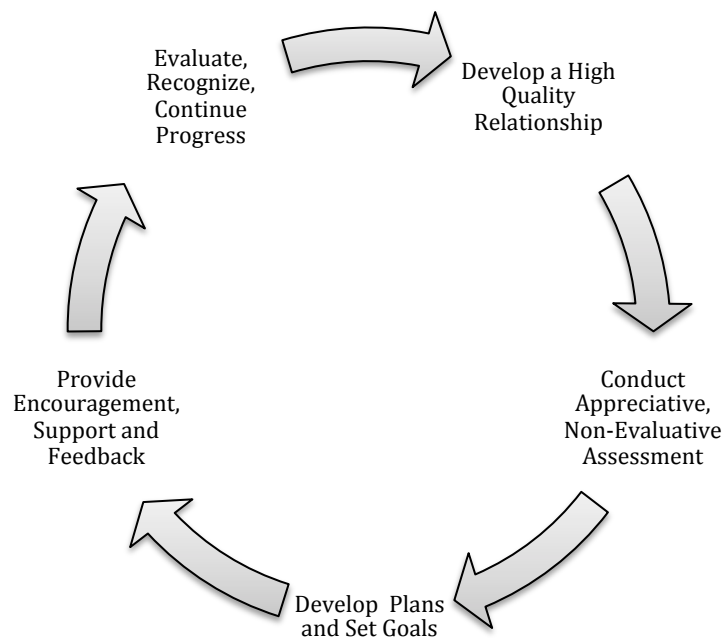 Evaluate,
Recognize,
Continue
Progress
Develop a High
Quality
Relationship
Conduct
Appreciative,
Non-Evaluative
Assessment
Develop  Plans
and Set Goals
Provide
Encouragement,
Support and
Feedback